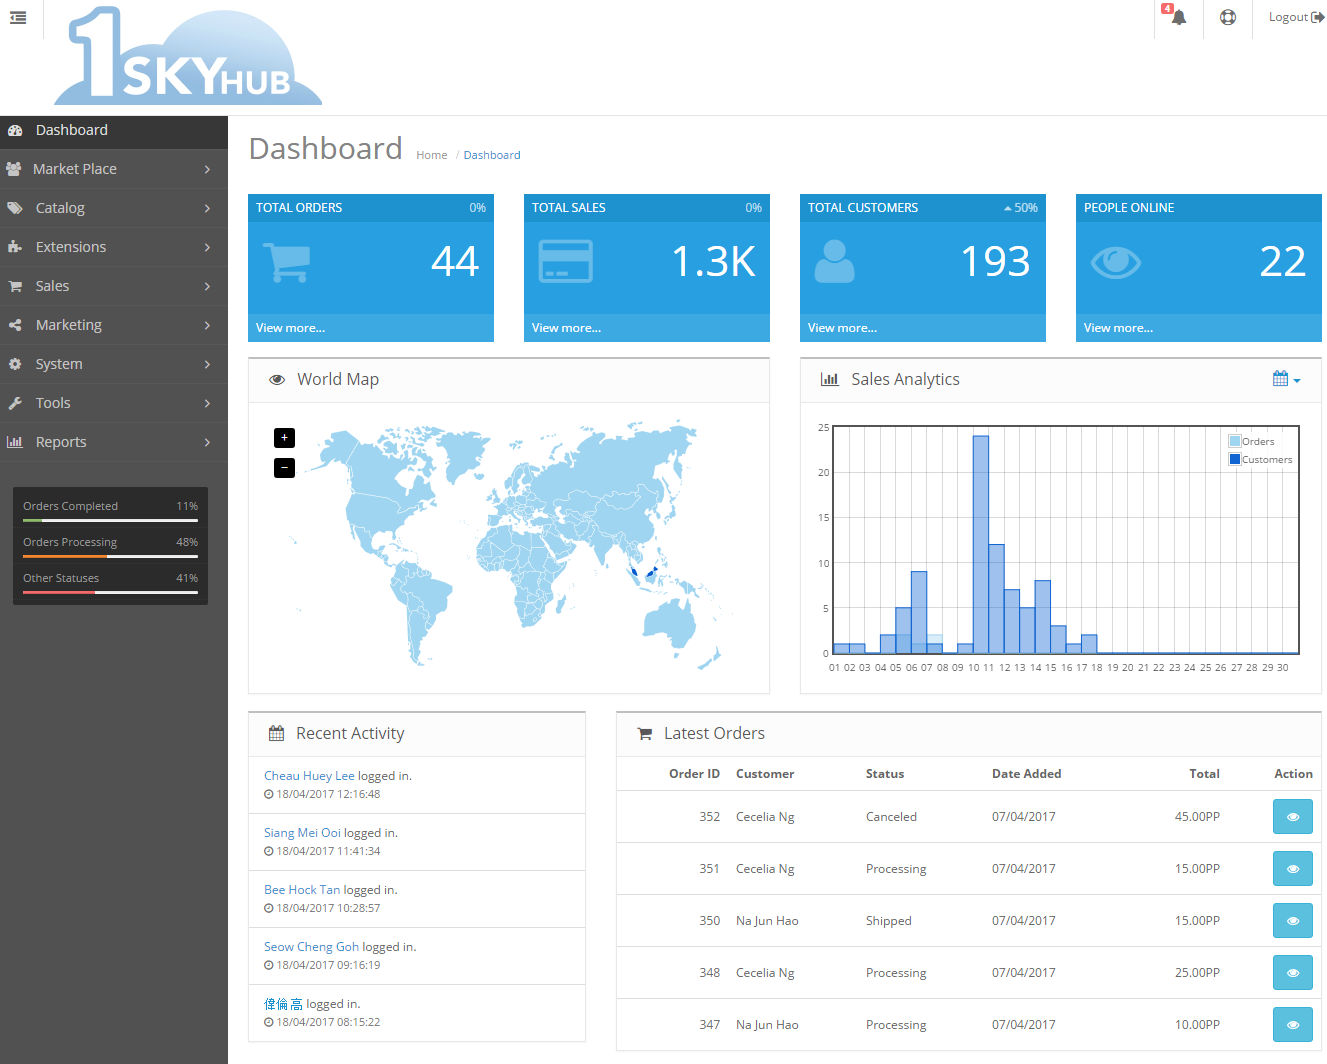 1SKYHUB
4
Logout
Dashboard
Market Place
Catalog
Extensions
Sales
Marketing
System
Tools
Reports
Orders Completed 11%
Orders Processing 48%
Other Statuses 41%
Dashboard Home / Dashboard
TOTAL ORDERS 0%
44
View more...
TOTAL SALES 0%
1.3K
View more...
TOTAL CUSTOMERS 50%
193
View more...
PEOPLE ONLINE
22
View more...
World Map
+
−
Sales Analytics
25
20
15
10
5
0
Orders
Customers
01 02 03 04 05 06 07 08 09 10 11 12 13 14 15 16 17 18 19 20 21 22 23 24 25 26 27 28 29 30
Recent Activity
Cheau Huey Lee logged in.
18/04/2017 12:16:48
Siang Mei Ooi logged in.
18/04/2017 11:41:34
Bee Hock Tan logged in.
18/04/2017 10:28:57
Seow Cheng Goh logged in.
18/04/2017 09:16:19
偉倫 高 logged in.
18/04/2017 08:15:22
Latest Orders
Order ID Customer Status Date Added Total Action
352 Cecelia Ng Canceled 07/04/2017 45.00PP
351 Cecelia Ng Processing 07/04/2017 15.00PP
350 Na Jun Hao Shipped 07/04/2017 15.00PP
348 Cecelia Ng Processing 07/04/2017 25.00PP
347 Na Jun Hao Processing 07/04/2017 10.00PP